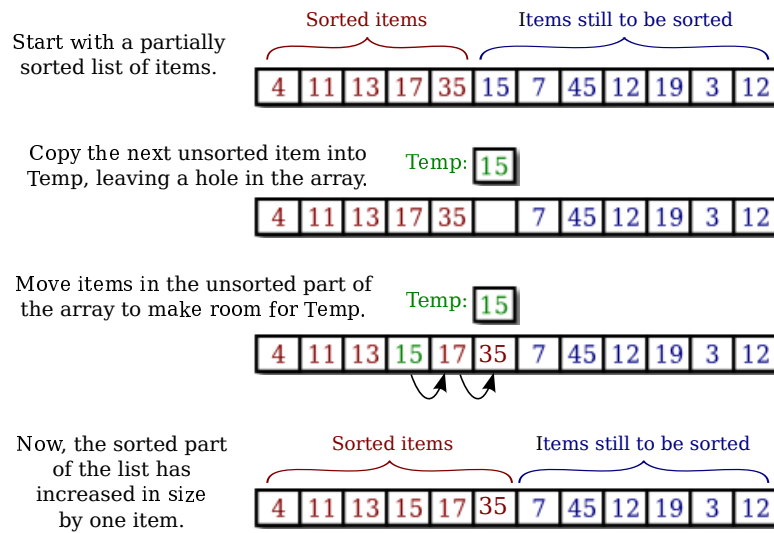 Sorted items Items still to be sorted
Start with a partially
sorted list of items.
4 11 13 17 35 15 7 45 12 19 3 12
Copy the next unsorted item into
Temp, leaving a hole in the array.
Temp: 15
4 11 13 17 35 7 45 12 19 3 12
Move items in the unsorted part of
the array to make room for Temp.
Temp: 15
4 11 13 15 17 35 7 45 12 19 3 12
Now, the sorted part
of the list has
increased in size
by one item.
Sorted items Items still to be sorted
4 11 13 15 17 35 7 45 12 19 3 12